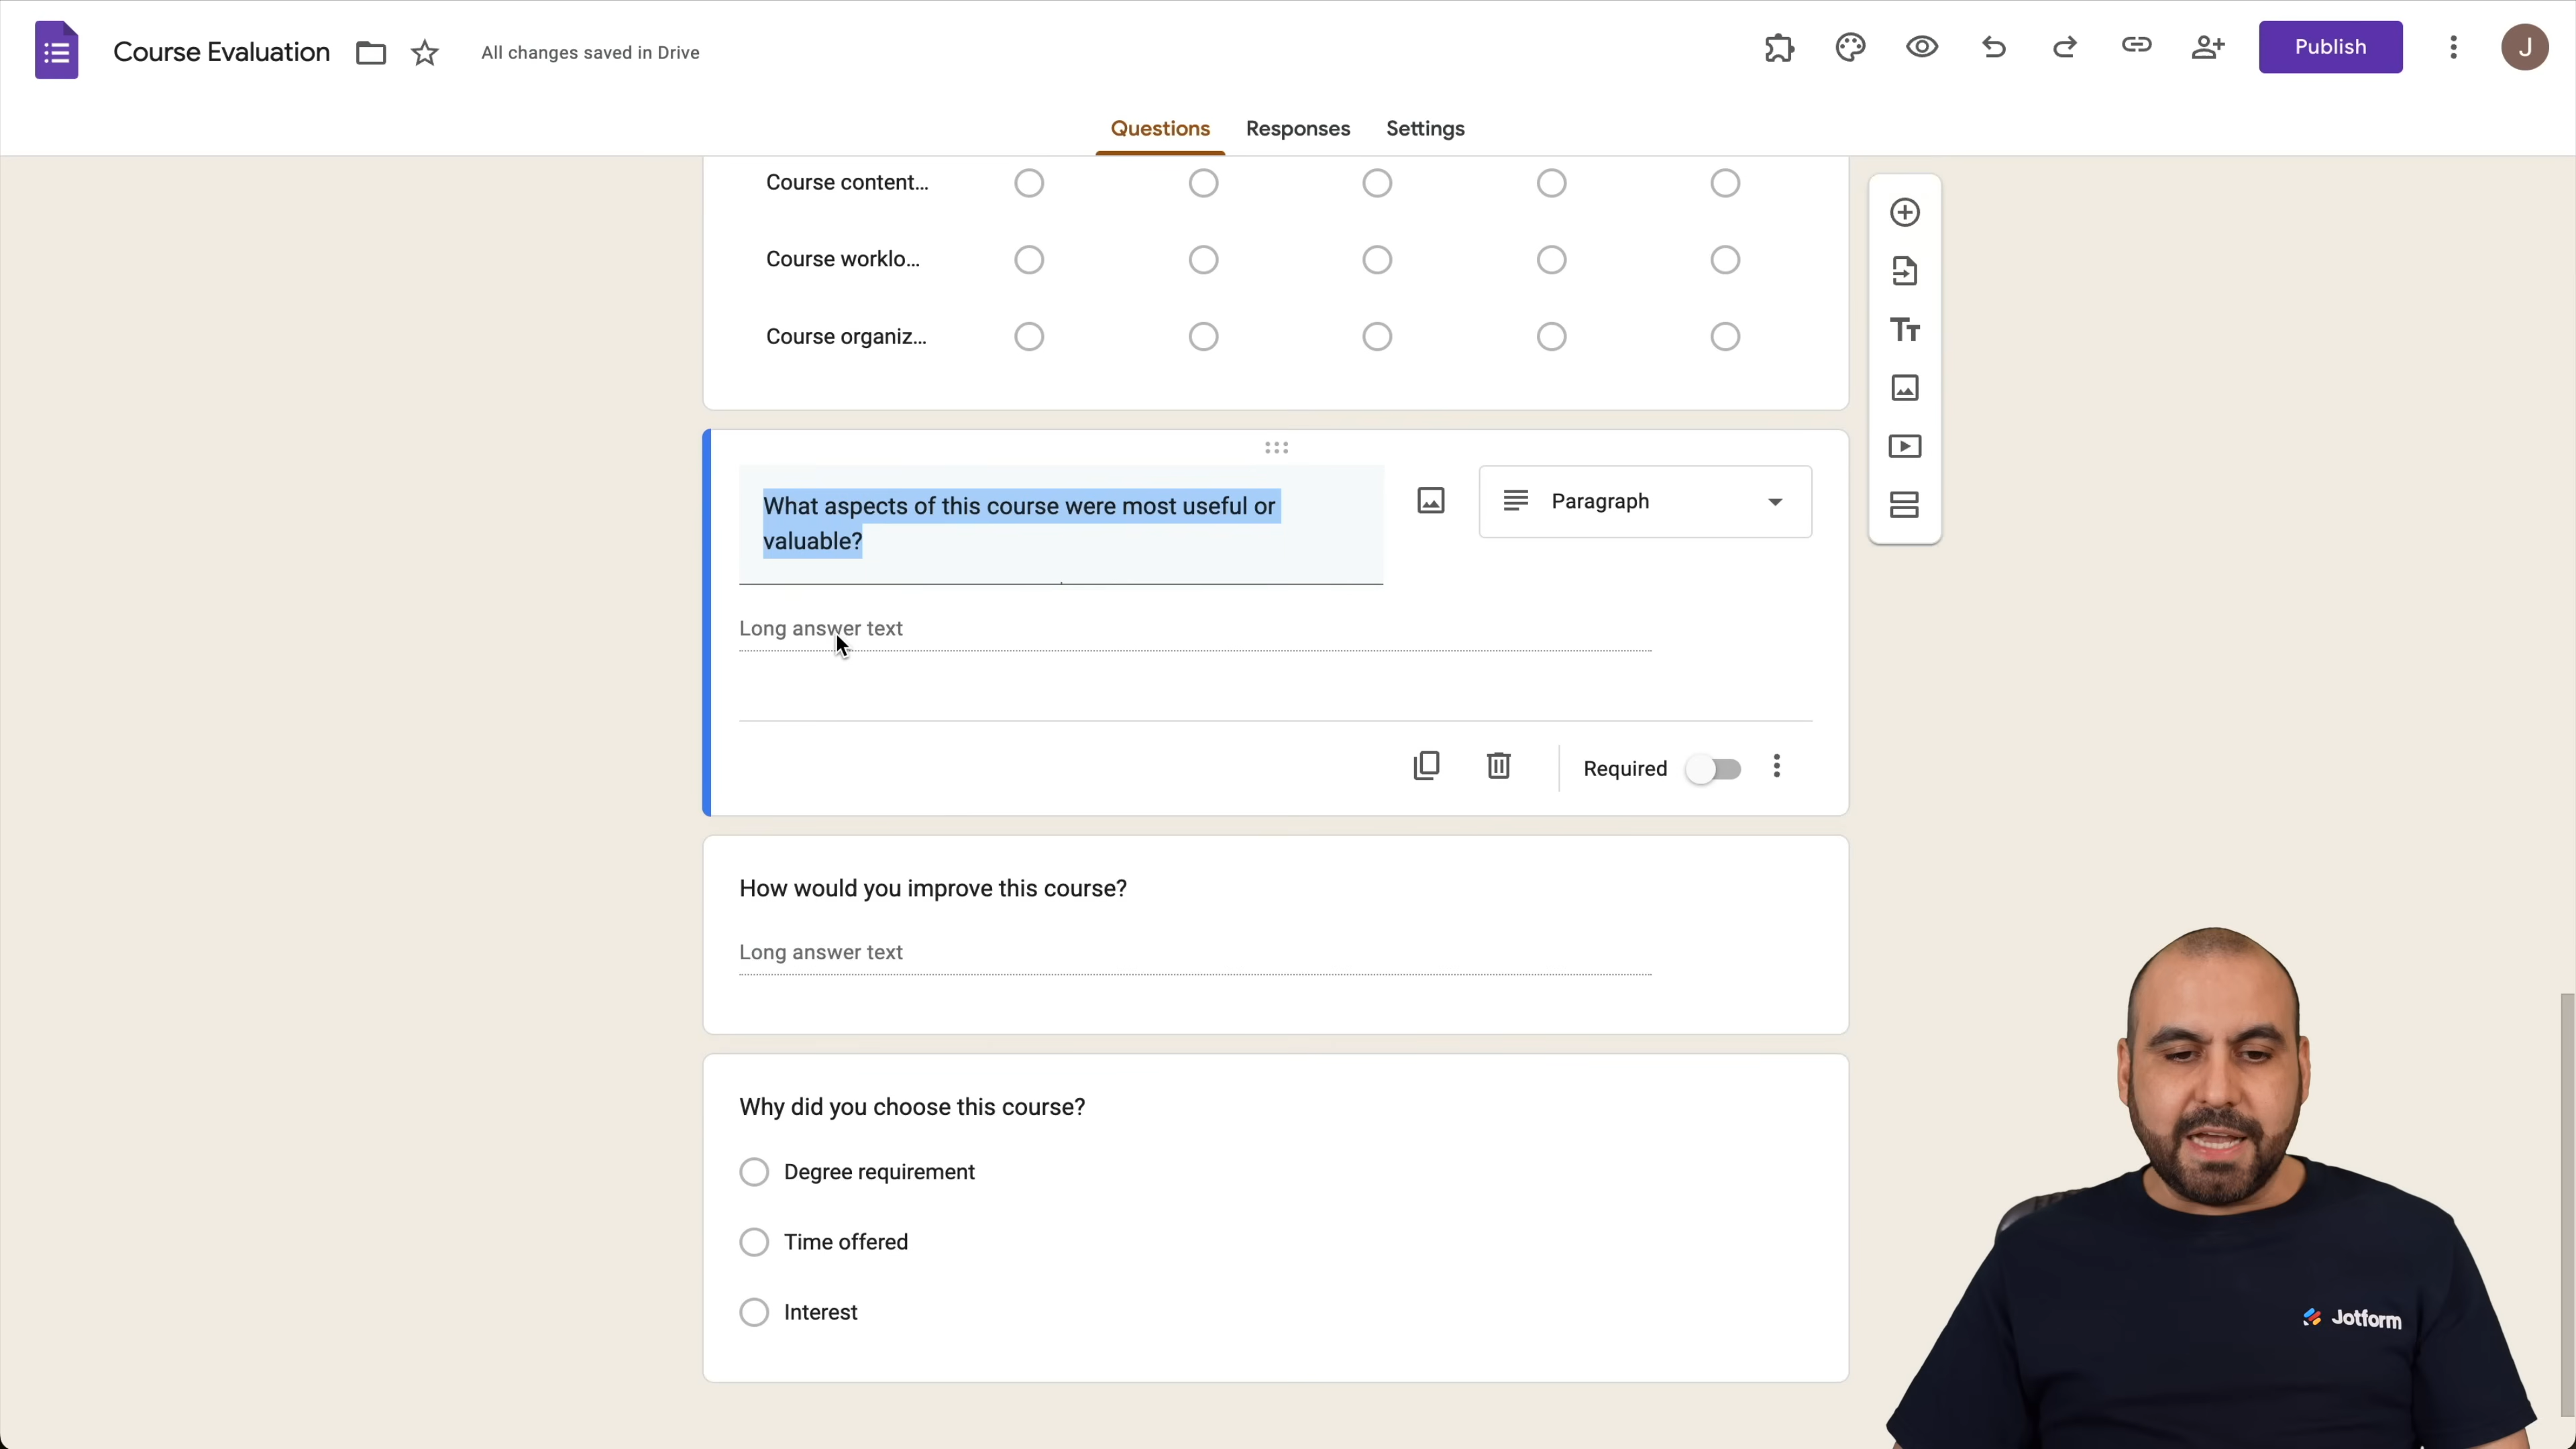 Course Evaluation
All changes saved in Drive
Publish
J
Questions
Responses
Settings
Course content...
Course worklo...
Course organiz...
What aspects of this course were most useful or
valuable?
Paragraph
Long answer text
Required
How would you improve this course?
Long answer text
Why did you choose this course?
Degree requirement
Time offered
Interest
Jotform